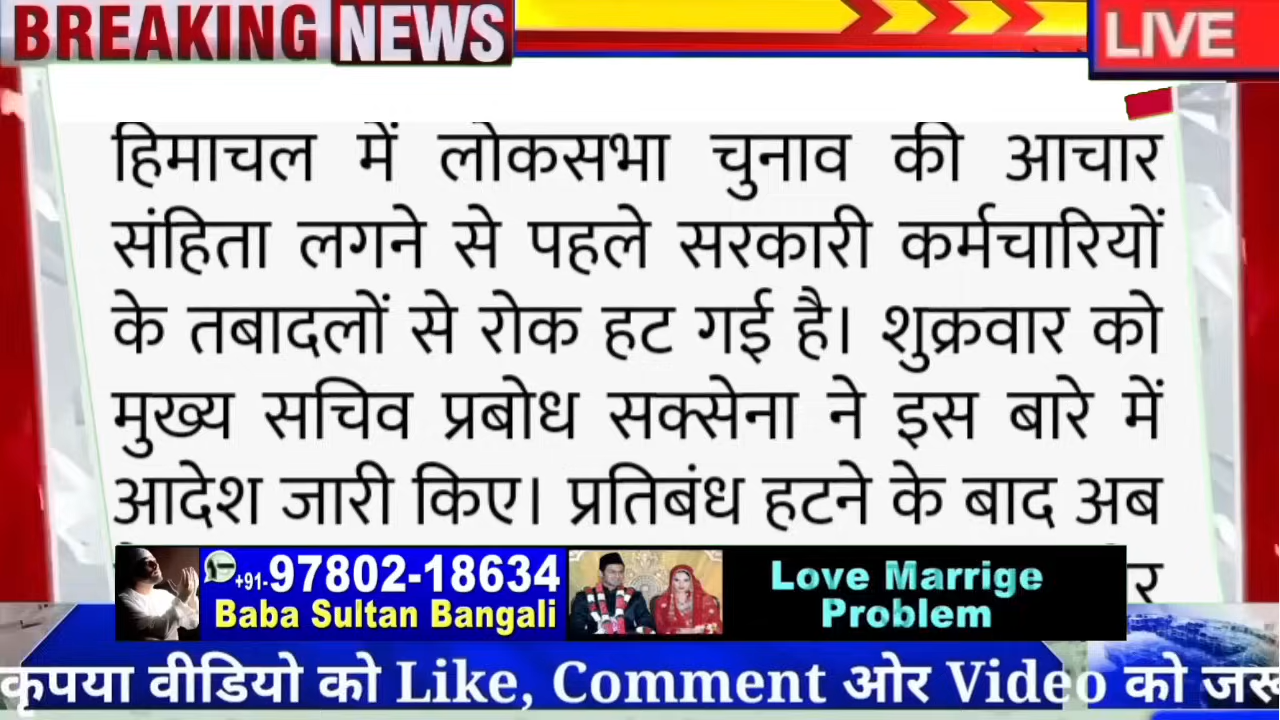 BREAKING NEWS
LIVE
हिमाचल में लोकसभा चुनाव की आचार
संहिता लगने से पहले सरकारी कर्मचारियों
के तबादलों से रोक हट गई है। शुक्रवार को
मुख्य सचिव प्रबोध सक्सेना ने इस बारे में
आदेश जारी किए। प्रतिबंध हटने के बाद अब
+91-97802-18634
Baba Sultan Bangali
Love Marrige
Problem
कृपया वीडियो को Like, Comment ओर Video को